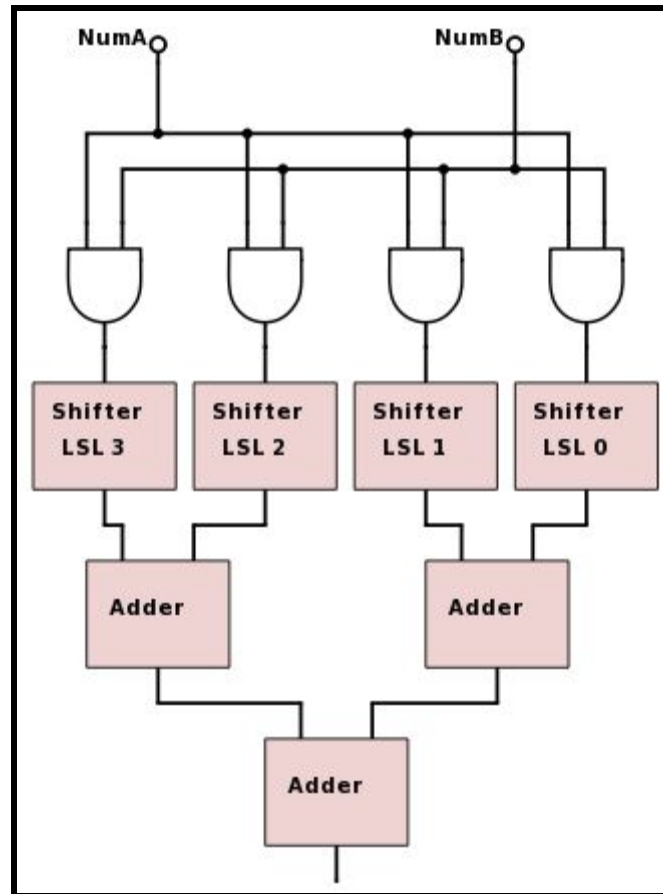 NumA
NumB
Shifter
LSL 3
Shifter
LSL 2
Shifter
LSL 1
Shifter
LSL 0
Adder
Adder
Adder